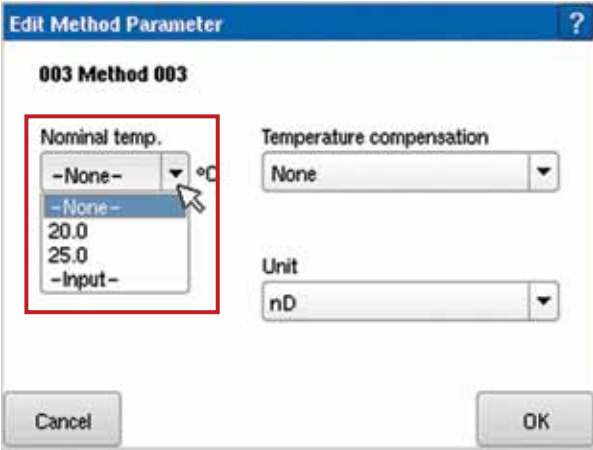 Edit Method Parameter ?
003 Method 003
Nominal temp.
-None- °C
-None-
20.0
25.0
-Input-
Temperature compensation
None
Unit
nD
Cancel
OK